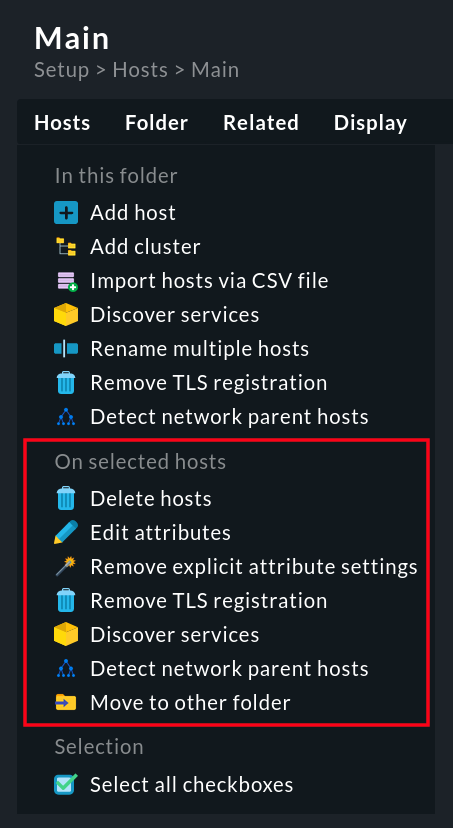 Main
Setup > Hosts > Main
Hosts Folder Related Display
In this folder
Add host
Add cluster
Import hosts via CSV file
Discover services
Rename multiple hosts
Remove TLS registration
Detect network parent hosts
On selected hosts
Delete hosts
Edit attributes
Remove explicit attribute settings
Remove TLS registration
Discover services
Detect network parent hosts
Move to other folder
Selection
Select all checkboxes